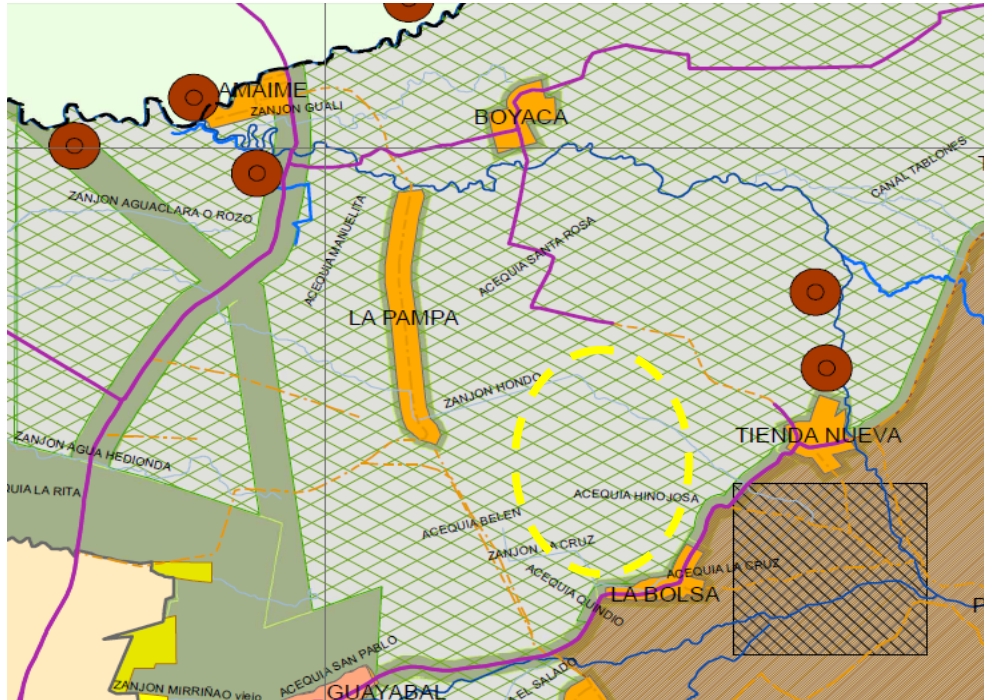 AMAIME
ZANJON GUALI
BOYACA
CANAL TABLONES
ZANJON AGUACLARA O ROZO
ACEQUIA MANUELITA
ACEQUIA SANTA ROSA
LA PAMPA
ZANJON HONDO
ZANJON AGUA HEDIONDA
TIENDA NUEVA
QUIA LA RITA
ACEQUIA HINOJOSA
ACEQUIA BELEN
ZANJON LA CRUZ
ACEQUIA LA CRUZ
ACEQUIA QUINDIO
LA BOLSA
P
ACEQUIA SAN PABLO
A EL SALADO
ZANJON MIRRIÑAO viejo
GUAYABAL